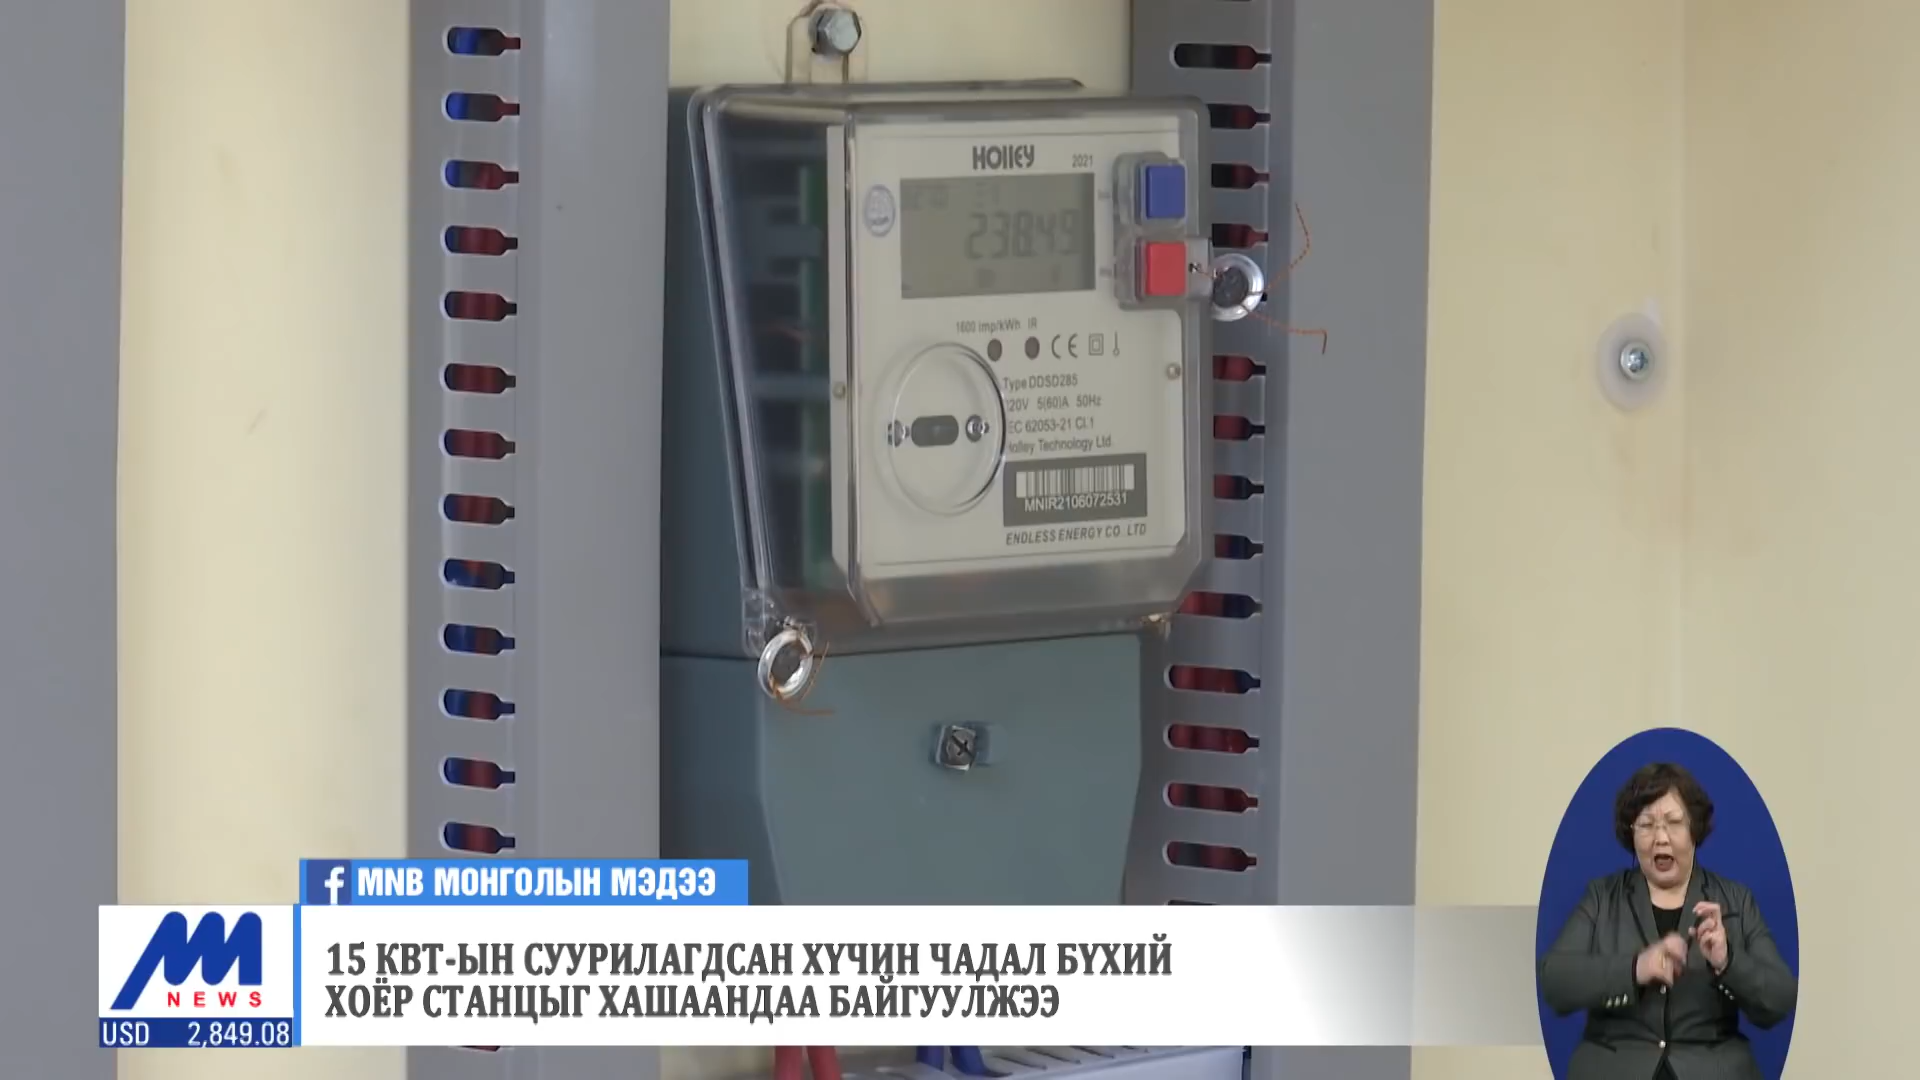 Holley 2021
238.49
1600 imp/kWh IR
CE
Type DDSD285
20V 5(60)A 50Hz
EC 62053-21 Cl.1
Holley Technology Ltd.
MNIR2106072531
ENDLESS ENERGY CO. LTD
MNB МОНГОЛЫН МЭДЭЭ
NEWS
15 КВТ-ЫН СУУРИЛАГДСАН ХҮЧИН ЧАДАЛ БҮХИЙ
ХОЁР СТАНЦЫГ ХАШААНДАА БАЙГУУЛЖЭЭ
USD 2,849.08